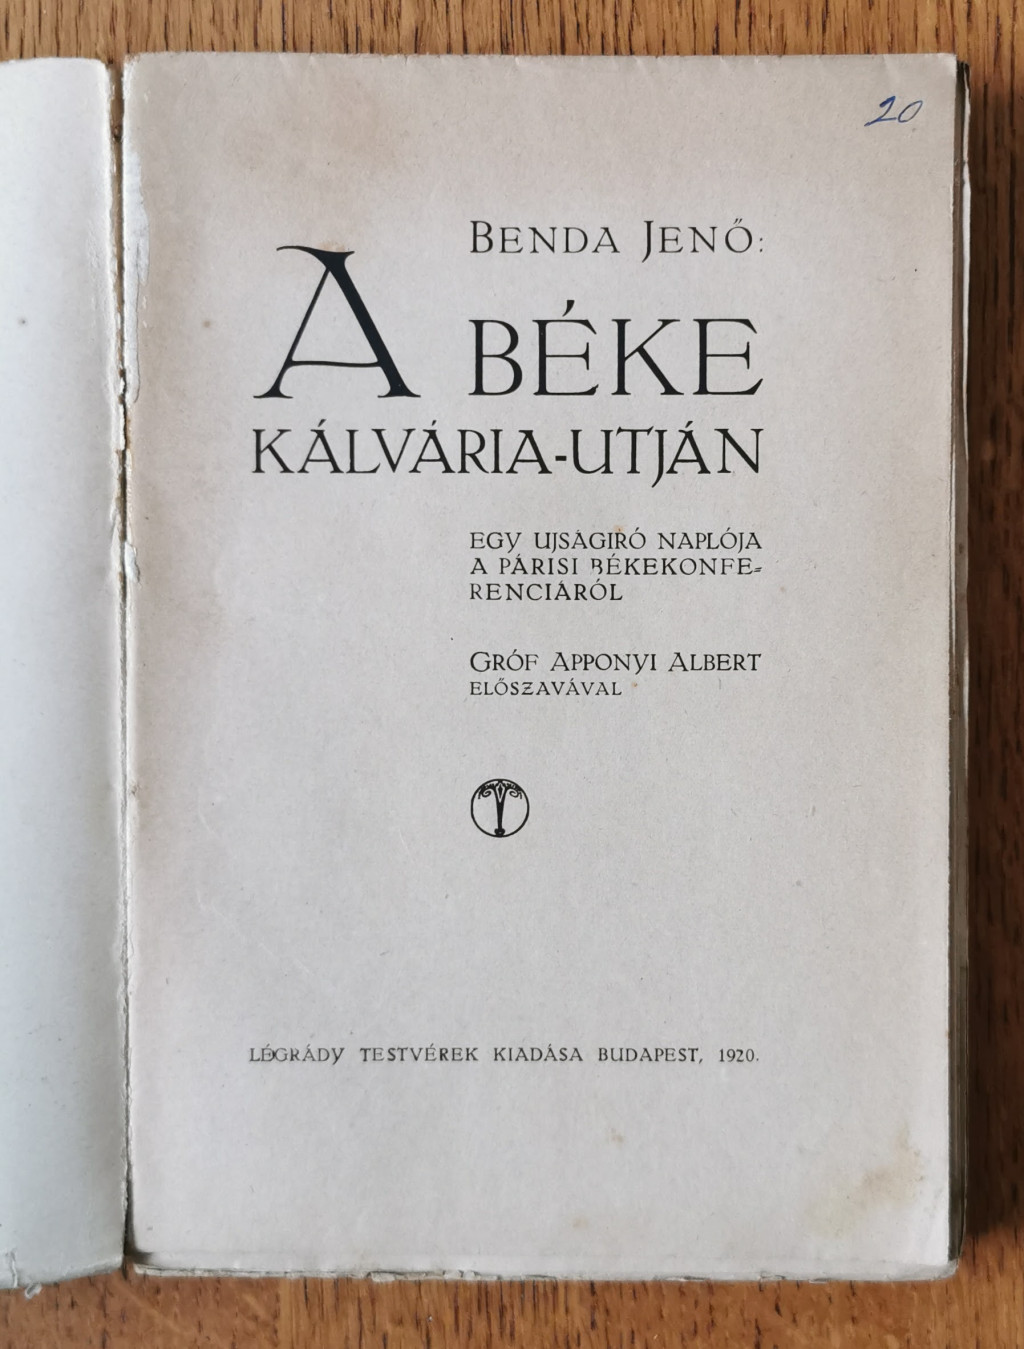 20
BENDA JENŐ:
A BÉKE
KÁLVÁRIA-UTJÁN
EGY UJSÁGIRÓ NAPLÓJA
A PÁRISI BÉKEKONFE-
RENCIÁRÓL
GRÓF APPONYI ALBERT
ELŐSZAVÁVAL
LÉGRÁDY TESTVÉREK KIADÁSA BUDAPEST, 1920.